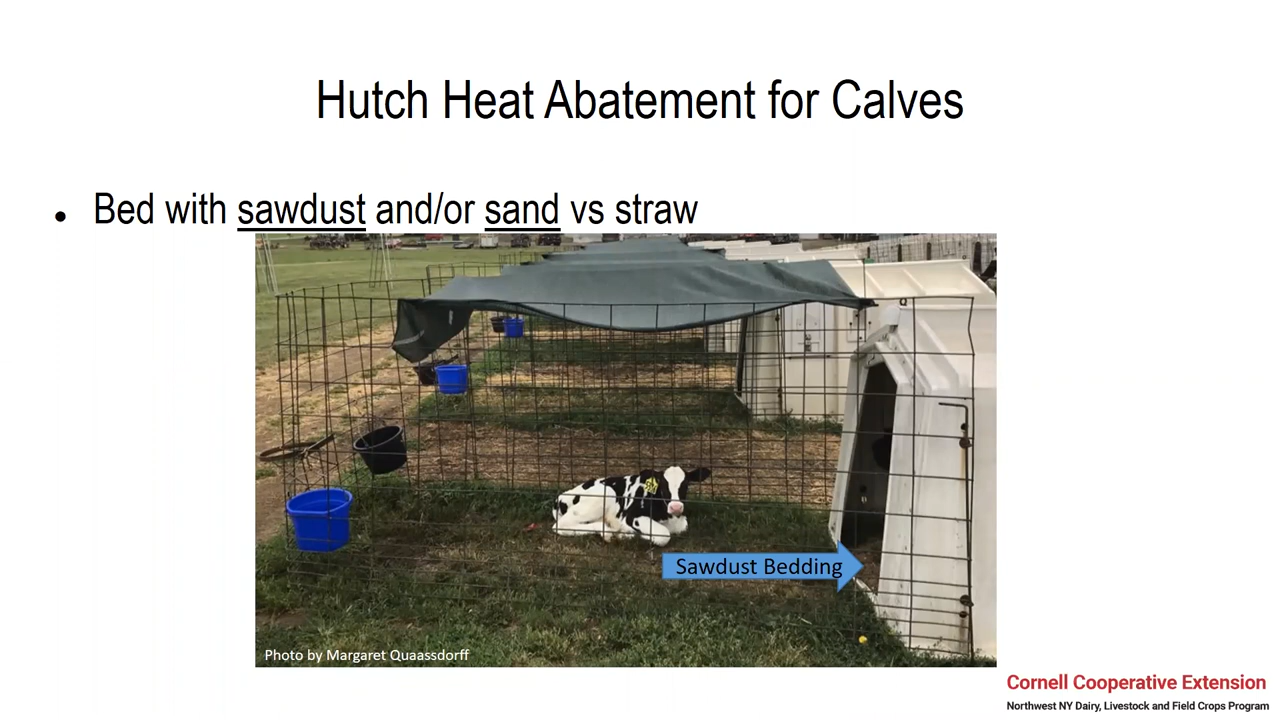 Hutch Heat Abatement for Calves
● Bed with sawdust and/or sand vs straw
Sawdust Bedding
Photo by Margaret Quaassdorff
Cornell Cooperative Extension
Northwest NY Dairy, Livestock and Field Crops Program